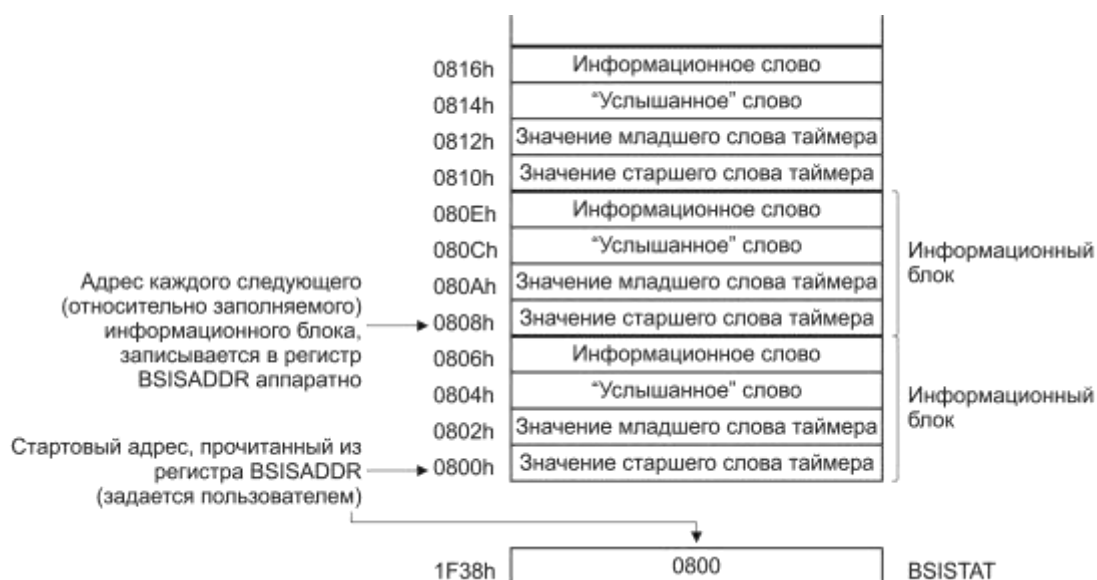 0816h Информационное слово
0814h “Услышанное” слово
0812h Значение младшего слова таймера
0810h Значение старшего слова таймера
080Eh Информационное слово
080Ch “Услышанное” слово
080Ah Значение младшего слова таймера
0808h Значение старшего слова таймера
Информационный
блок
Адрес каждого следующего
(относительно заполняемого)
информационного блока,
записывается в регистр
BSISADDR аппаратно
0806h Информационное слово
0804h “Услышанное” слово
0802h Значение младшего слова таймера
0800h Значение старшего слова таймера
Информационный
блок
Стартовый адрес, прочитанный из
регистра BSISADDR
(задается пользователем)
1F38h 0800 BSISTAT